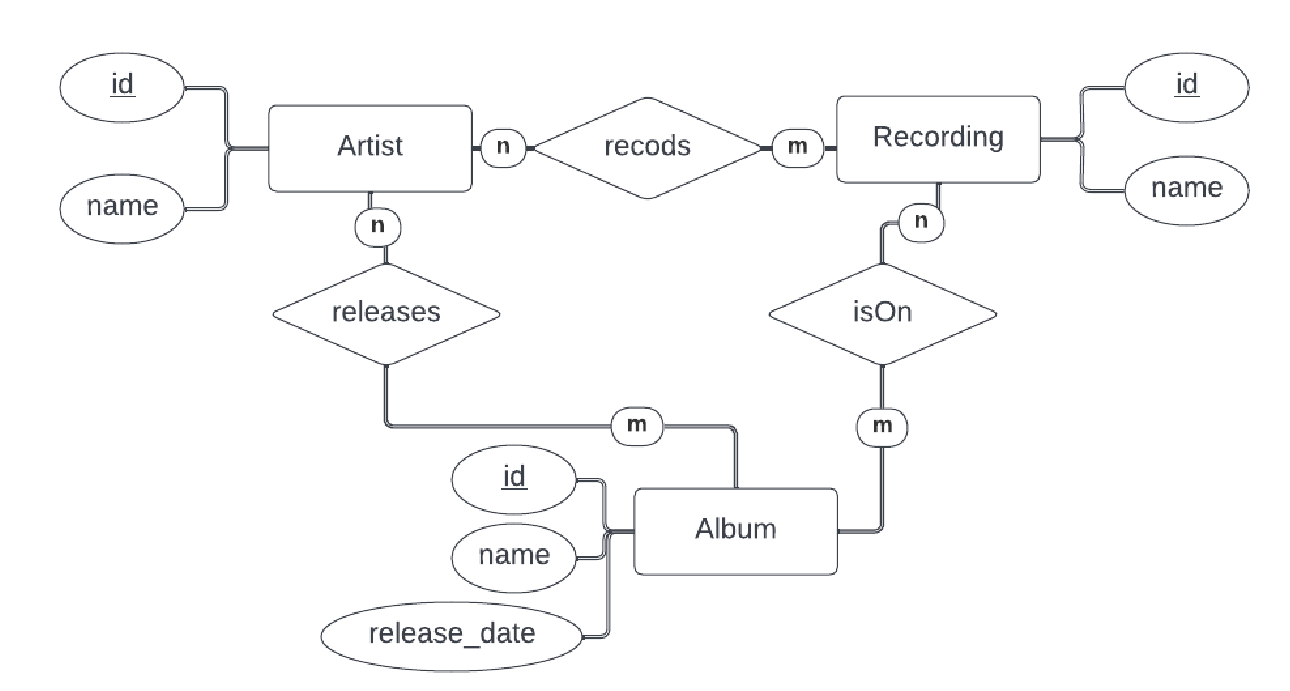 id
name
Artist
n
recods
m
Recording
id
name
n
releases
n
isOn
m
m
id
name
release_date
Album